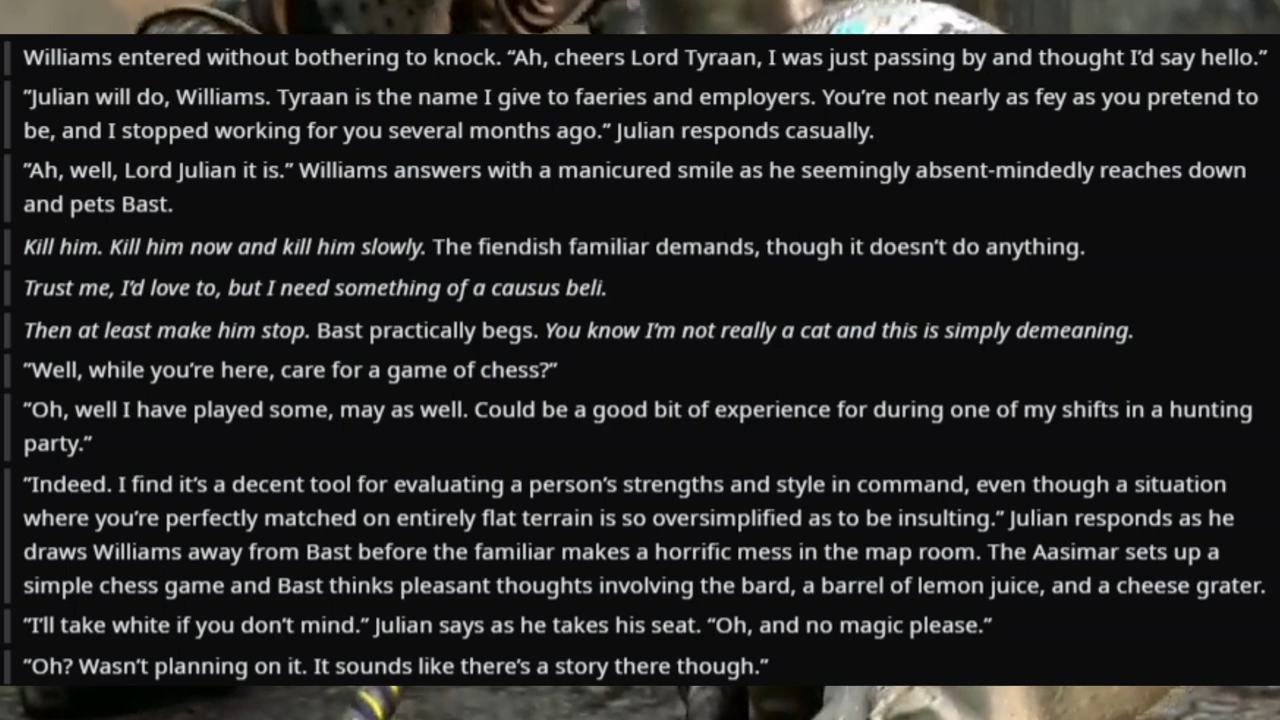 Williams entered without bothering to knock. “Ah, cheers Lord Tyraan, I was just passing by and thought I’d say hello.”
“Julian will do, Williams. Tyraan is the name I give to faeries and employers. You’re not nearly as fey as you pretend to
be, and I stopped working for you several months ago.” Julian responds casually.
“Ah, well, Lord Julian it is.” Williams answers with a manicured smile as he seemingly absent-mindedly reaches down
and pets Bast.
Kill him. Kill him now and kill him slowly. The fiendish familiar demands, though it doesn’t do anything.
Trust me, I’d love to, but I need something of a causus beli.
Then at least make him stop. Bast practically begs. You know I’m not really a cat and this is simply demeaning.
“Well, while you’re here, care for a game of chess?”
“Oh, well I have played some, may as well. Could be a good bit of experience for during one of my shifts in a hunting
party.”
“Indeed. I find it’s a decent tool for evaluating a person’s strengths and style in command, even though a situation
where you’re perfectly matched on entirely flat terrain is so oversimplified as to be insulting.” Julian responds as he
draws Williams away from Bast before the familiar makes a horrific mess in the map room. The Aasimar sets up a
simple chess game and Bast thinks pleasant thoughts involving the bard, a barrel of lemon juice, and a cheese grater.
“I’ll take white if you don’t mind.” Julian says as he takes his seat. “Oh, and no magic please.”
“Oh? Wasn’t planning on it. It sounds like there’s a story there though.”